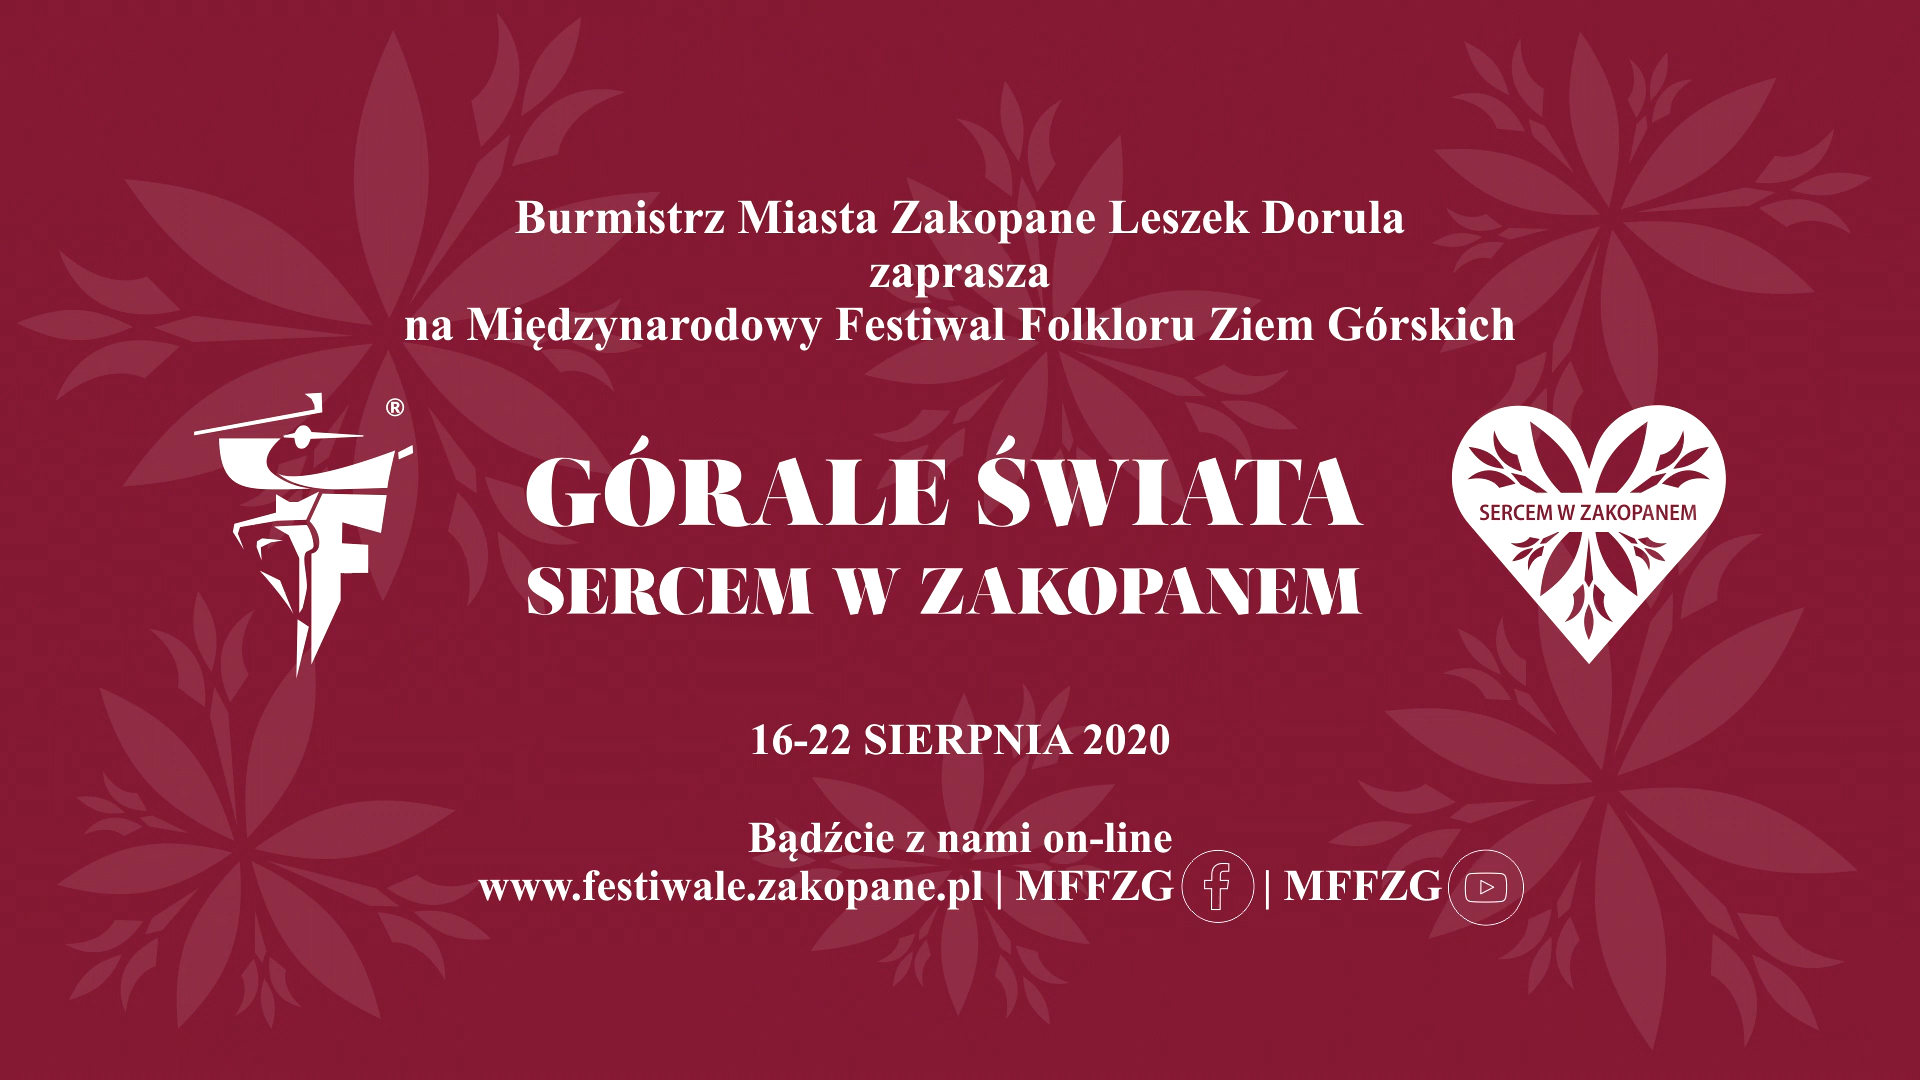 Burmistrz Miasta Zakopane Leszek Dorula
zaprasza
na Międzynarodowy Festiwal Folkloru Ziem Górskich
®
F
GÓRALE ŚWIATA
SERCEM W ZAKOPANEM
SERCEM W ZAKOPANEM
16-22 SIERPNIA 2020
Bądźcie z nami on-line
www.festiwale.zakopane.pl | MFFZG f | MFFZG